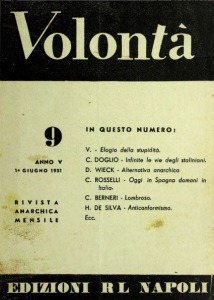 Volontà
9
ANNO V
1° GIUGNO 1951
RIVISTA
ANARCHICA
MENSILE
IN QUESTO NUMERO:
V. - Elogio della stupidità.
C. DOGLIO - Infinite le vie degli staliniani.
D. WIECK - Alternativa anarchica
C. ROSSELLI - Oggi in Spagna domani in
Italia.
C. BERNERI - Lombroso.
H. DE SILVA - Anticonformismo.
Ecc.
EDIZIONI RL NAPOLI